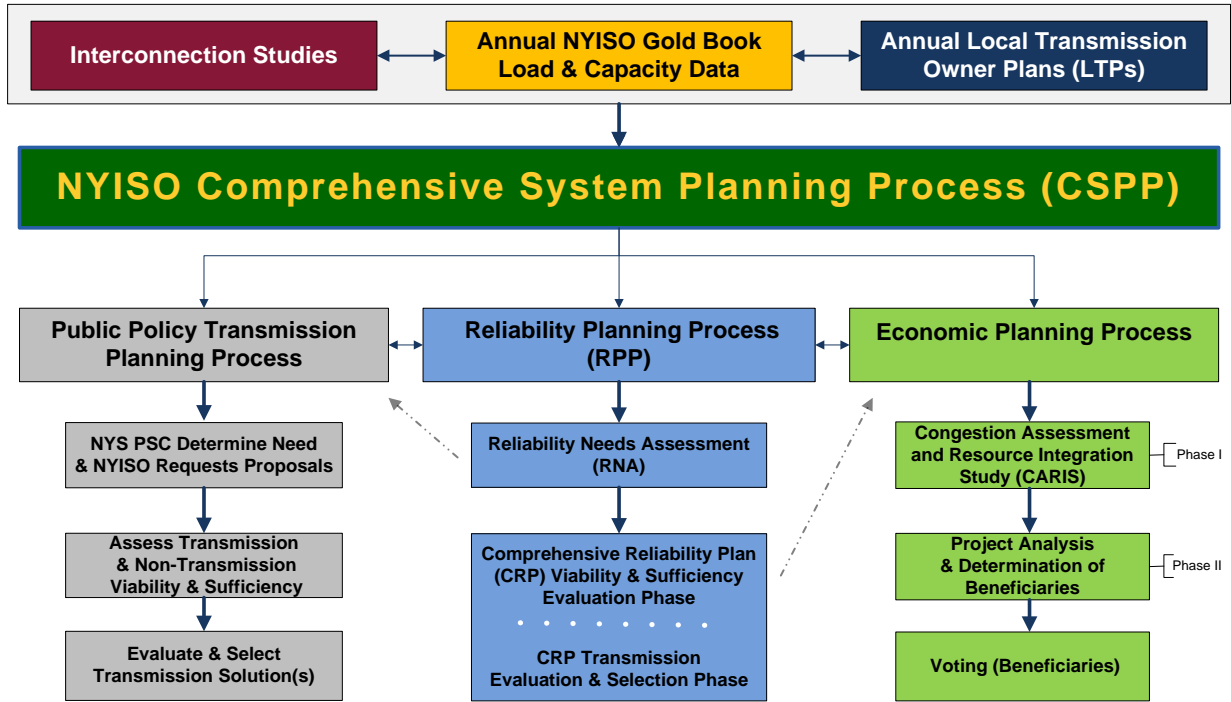 Interconnection Studies
Annual NYISO Gold Book
Load & Capacity Data
Annual Local Transmission
Owner Plans (LTPs)
NYISO Comprehensive System Planning Process (CSPP)
Public Policy Transmission
Planning Process
Reliability Planning Process
(RPP)
Economic Planning Process
NYS PSC Determine Need
& NYISO Requests Proposals
Reliability Needs Assessment
(RNA)
Congestion Assessment
and Resource Integration
Study (CARIS)
Phase I
Assess Transmission
& Non-Transmission
Viability & Sufficiency
Comprehensive Reliability Plan
(CRP) Viability & Sufficiency
Evaluation Phase
Project Analysis
& Determination of
Beneficiaries
Phase II
Evaluate & Select
Transmission Solution(s)
CRP Transmission
Evaluation & Selection Phase
Voting (Beneficiaries)